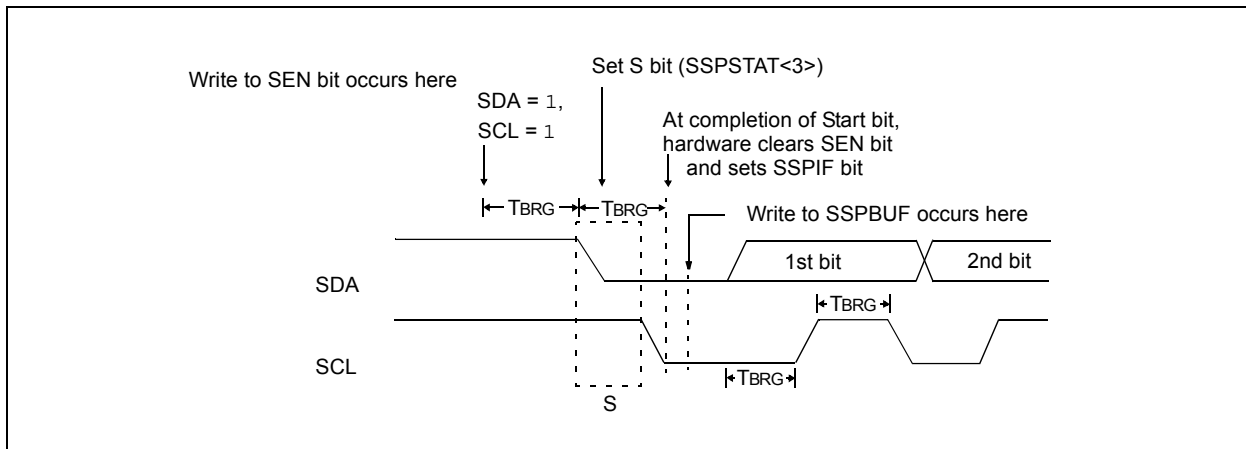 Write to SEN bit occurs here
Set S bit (SSPSTAT<3>)
SDA = 1,
SCL = 1
At completion of Start bit,
hardware clears SEN bit
and sets SSPIF bit
TBRG
TBRG
Write to SSPBUF occurs here
SDA
1st bit
2nd bit
TBRG
SCL
TBRG
S